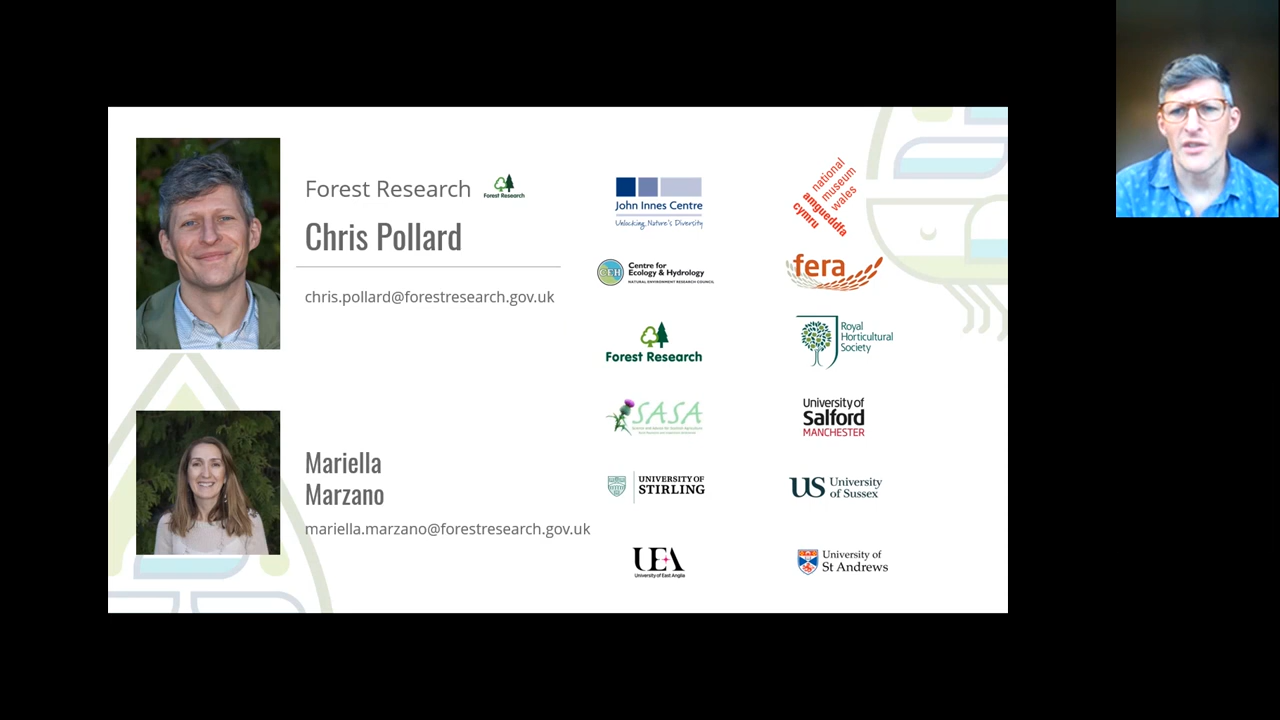 Forest Research
Forest Research
Chris Pollard
chris.pollard@forestresearch.gov.uk
Mariella
Marzano
mariella.marzano@forestresearch.gov.uk
John Innes Centre
Unlocking Nature's Diversity
national
museum
wales
amgueddfa
cymru
CEH
Centre for
Ecology & Hydrology
NATURAL ENVIRONMENT RESEARCH COUNCIL
fera
Forest Research
Royal
Horticultural
Society
SASA
University of
Salford
MANCHESTER
UNIVERSITY OF
STIRLING
US University
of Sussex
UEA
University of East Anglia
University of
St Andrews